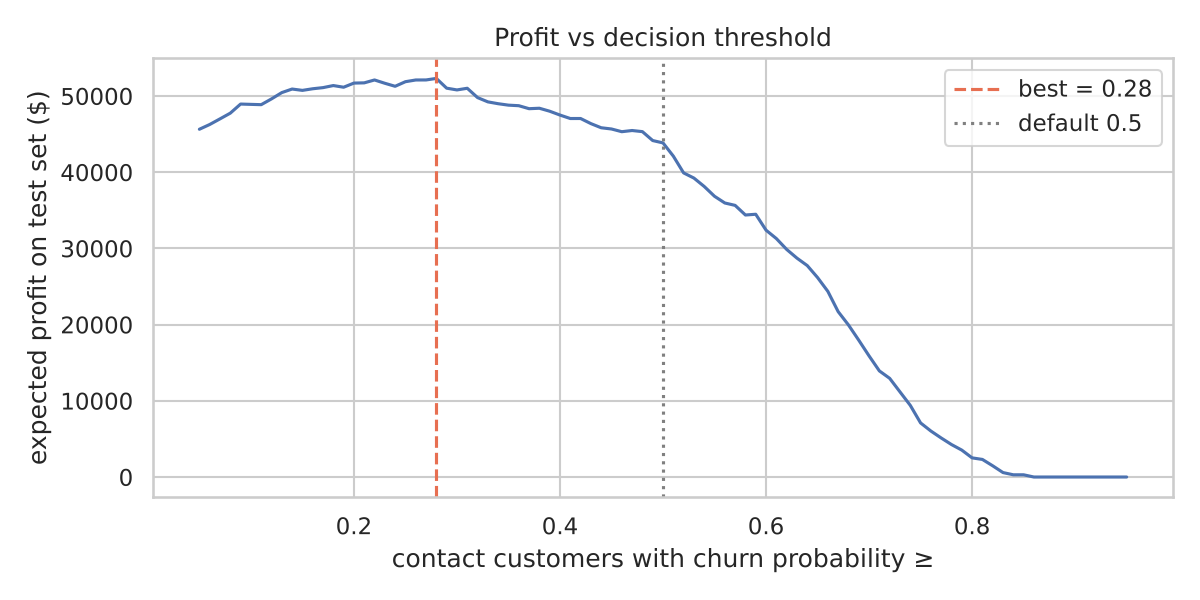 Profit vs decision threshold
best = 0.28
default 0.5
expected profit on test set ($)
50000
40000
30000
20000
10000
0
0.2 0.4 0.6 0.8
contact customers with churn probability ≥